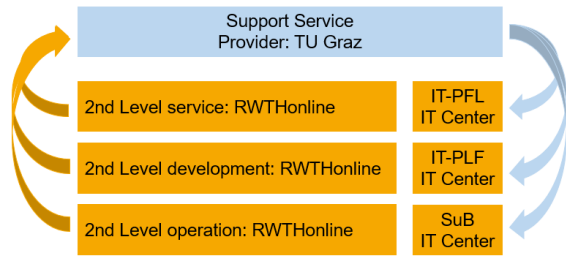 Support Service
Provider: TU Graz
2nd Level service: RWTHonline
IT-PFL
IT Center
2nd Level development: RWTHonline
IT-PLF
IT Center
2nd Level operation: RWTHonline
SuB
IT Center